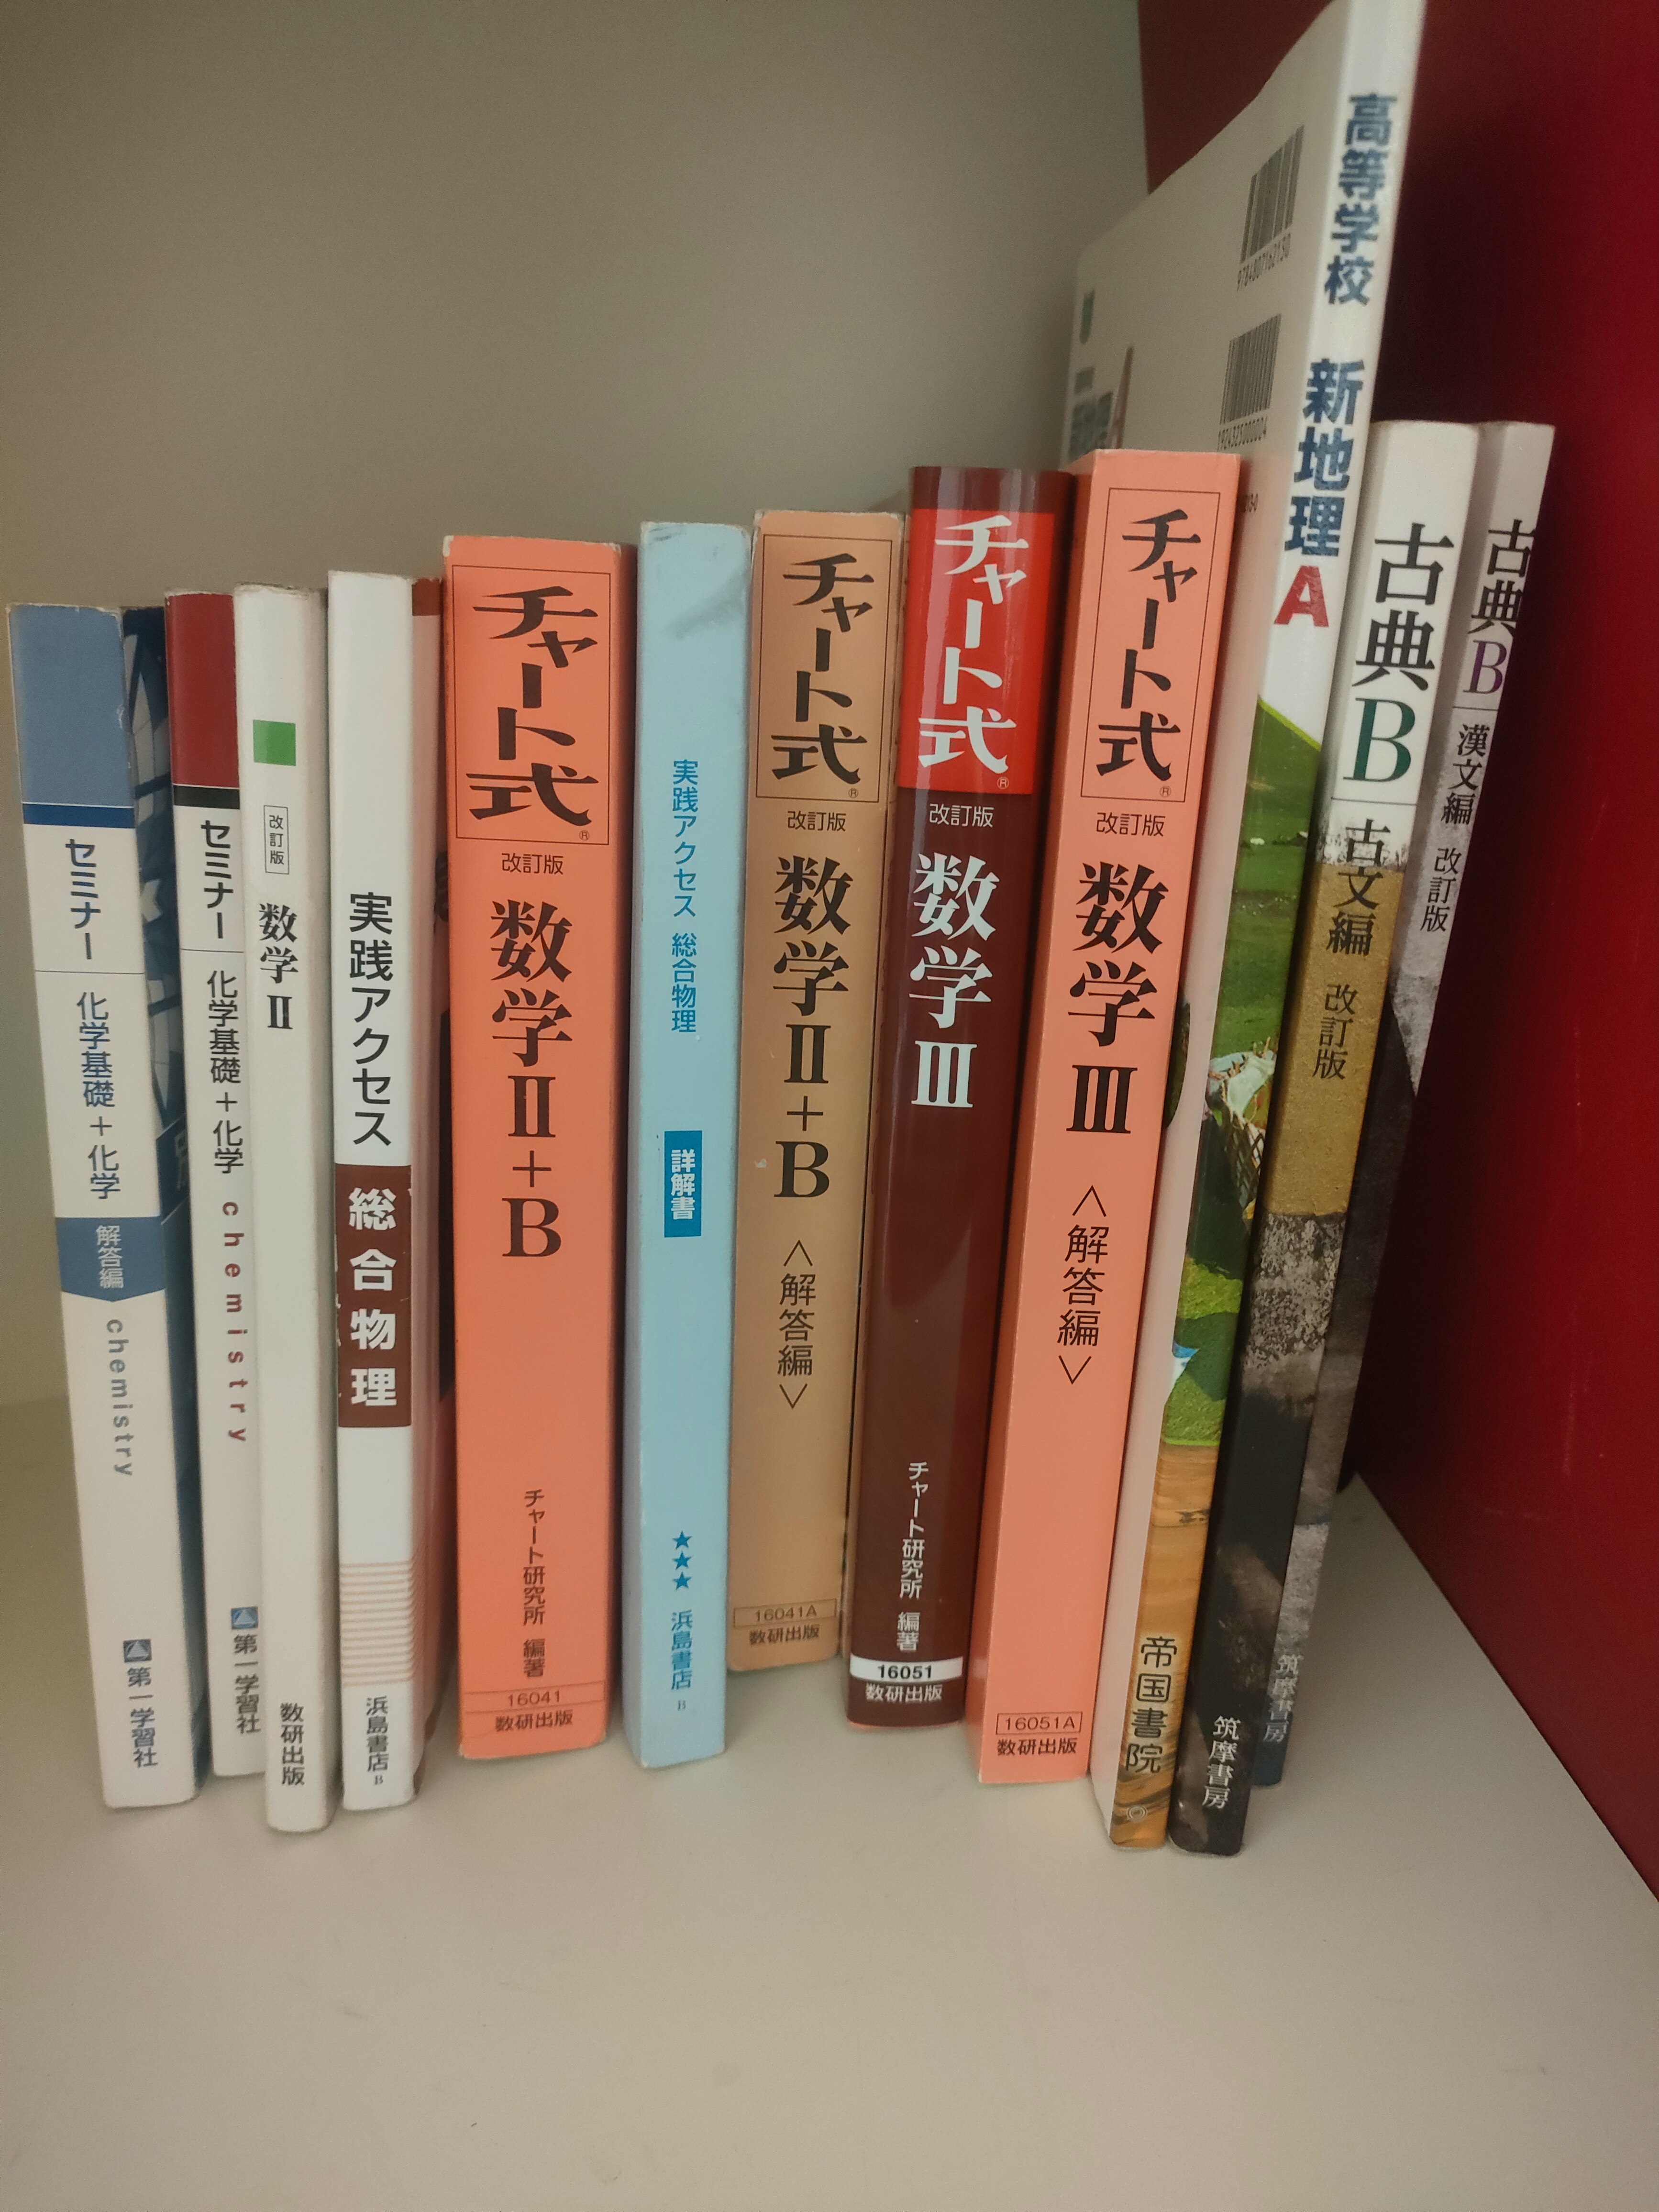 セミナー 化学基礎+化学 解答編 chemistry 第一学習社
セミナー 化学基礎+化学 chemistry 第一学習社
改訂版 数学Ⅱ 数研出版
実践アクセス 総合物理 浜島書店 B
チャート式® 改訂版 数学Ⅱ+B チャート研究所 編著 16041 数研出版
実践アクセス 総合物理 詳解書 ★★★ 浜島書店 B
チャート式® 改訂版 数学Ⅱ+B <解答編> 16041A 数研出版
チャート式® 改訂版 数学Ⅲ チャート研究所 編著 16051 数研出版
チャート式® 改訂版 数学Ⅲ <解答編> 16051A 数研出版
9784807162130
1924325000004
高等学校 新地理A 帝国書院
古典B 古文編 改訂版 筑摩書房
古典B 漢文編 改訂版 筑摩書房